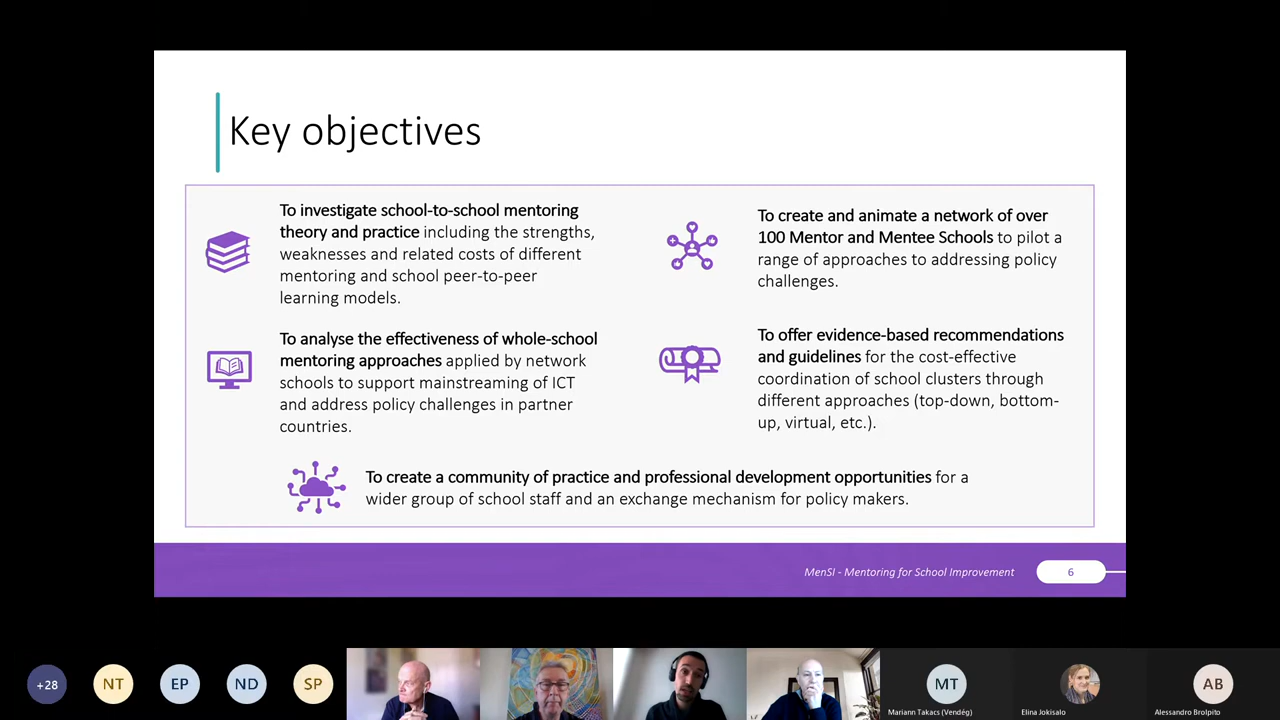 Key objectives
To investigate school-to-school mentoring
theory and practice including the strengths,
weaknesses and related costs of different
mentoring and school peer-to-peer
learning models.
To analyse the effectiveness of whole-school
mentoring approaches applied by network
schools to support mainstreaming of ICT
and address policy challenges in partner
countries.
To create and animate a network of over
100 Mentor and Mentee Schools to pilot a
range of approaches to addressing policy
challenges.
To offer evidence-based recommendations
and guidelines for the cost-effective
coordination of school clusters through
different approaches (top-down, bottom-
up, virtual, etc.).
To create a community of practice and professional development opportunities for a
wider group of school staff and an exchange mechanism for policy makers.
MenSI - Mentoring for School Improvement
6
+28
NT
EP
ND
SP
MT
AB
Mariann Takacs (Vendég)
Elina Jokisalo
Alessandro Brolpito